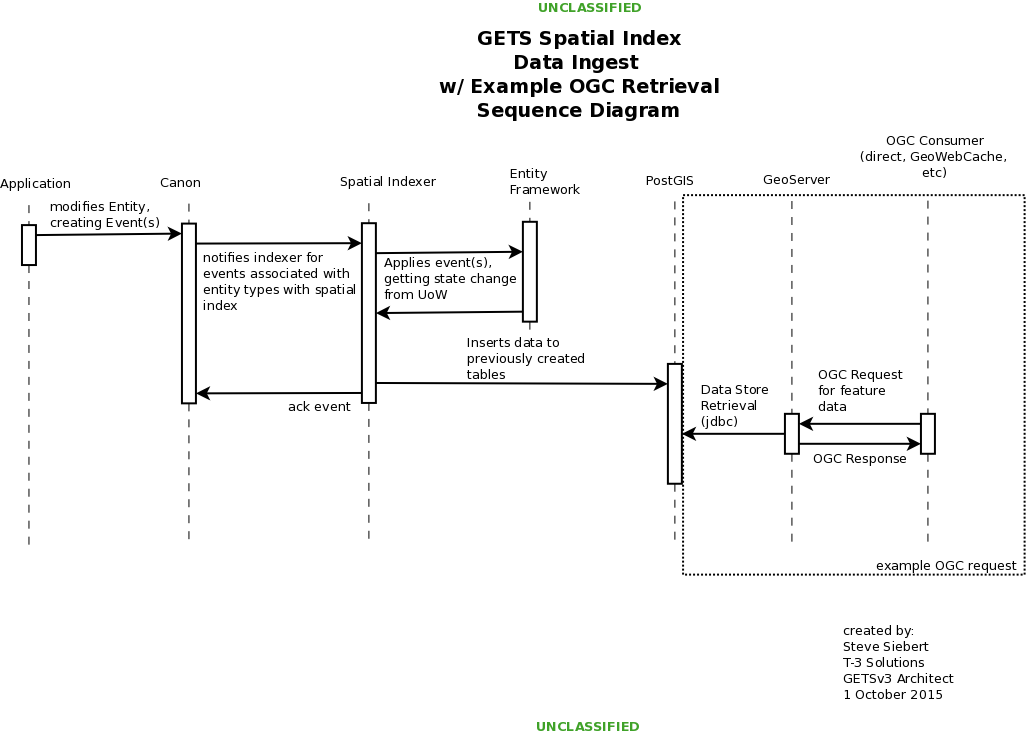 UNCLASSIFIED
GETS Spatial Index
Data Ingest
w/ Example OGC Retrieval
Sequence Diagram
Application
Canon
Spatial Indexer
Entity
Framework
PostGIS
GeoServer
OGC Consumer
(direct, GeoWebCache,
etc)
modifies Entity,
creating Event(s)
notifies indexer for
events associated with
entity types with spatial
index
Applies event(s),
getting state change
from UoW
Inserts data to
previously created
tables
ack event
Data Store
Retrieval
(jdbc)
OGC Request
for feature
data
OGC Response
example OGC request
created by:
Steve Siebert
T-3 Solutions
GETSv3 Architect
1 October 2015
UNCLASSIFIED